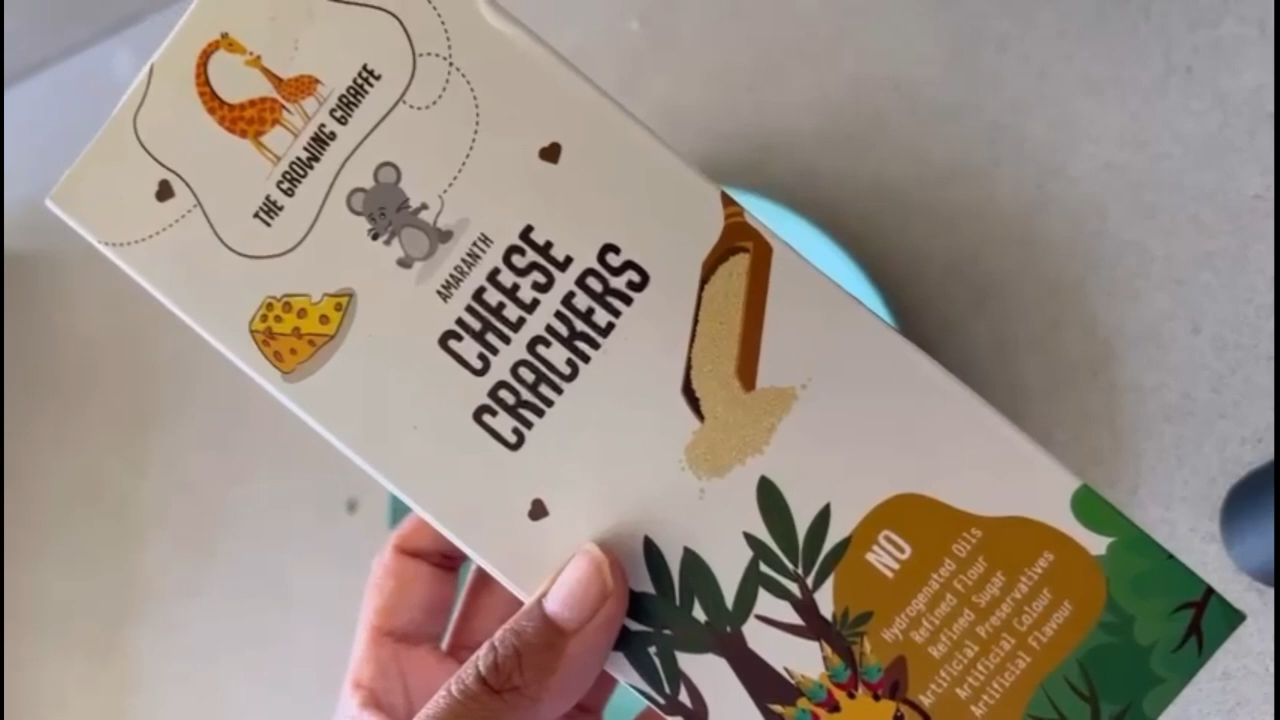 THE GROWING GIRAFFE
AMARANTH
CHEESE
CRACKERS
NO
Hydrogenated Oils
Refined Flour
Refined Sugar
Artificial Preservatives
Artificial Colour
Artificial Flavour